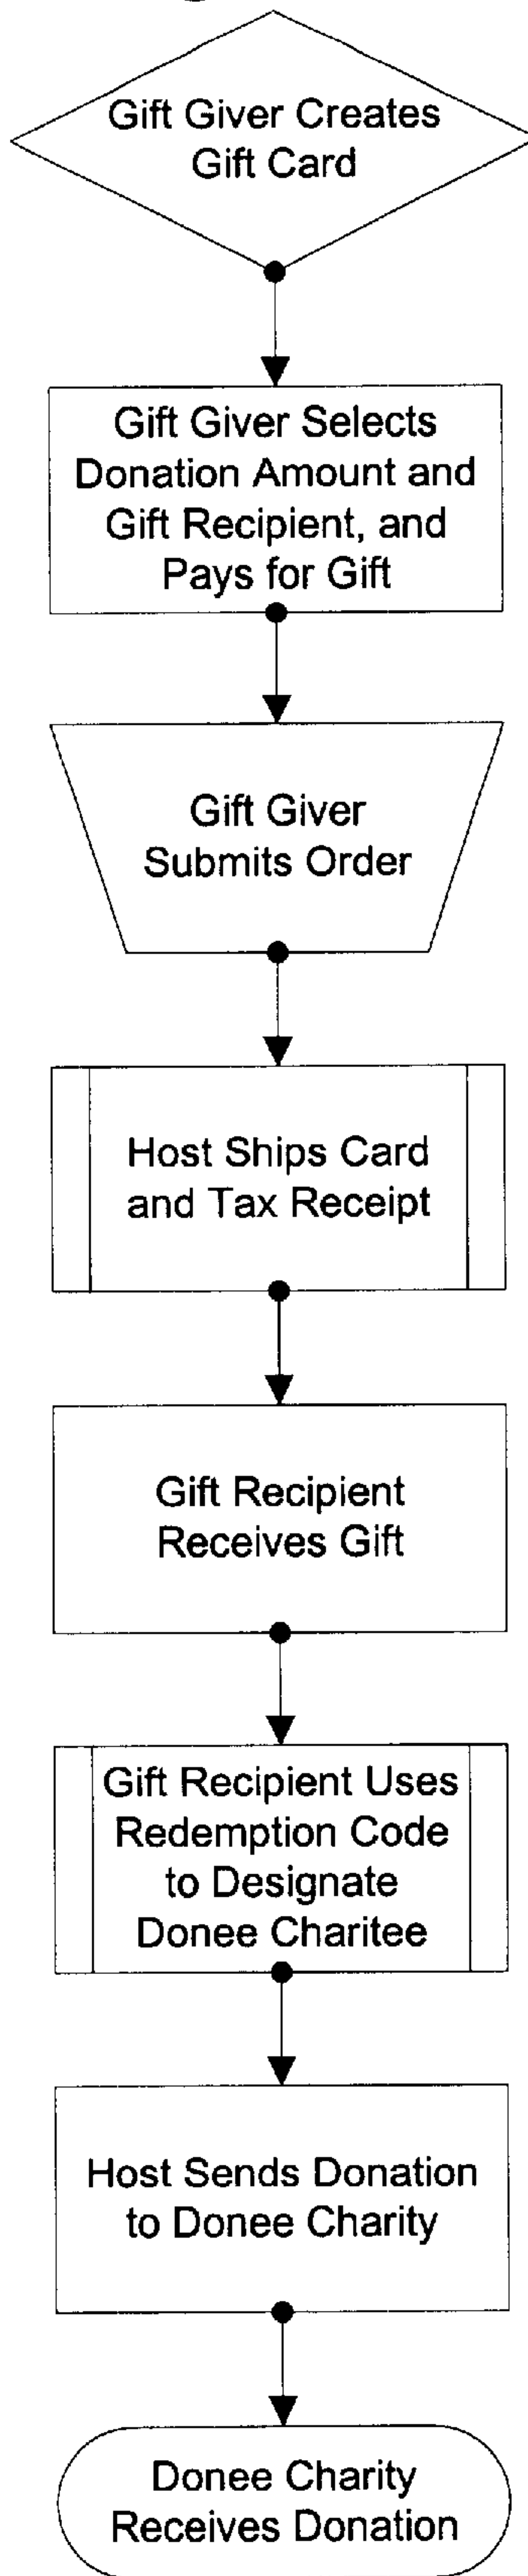 Gift Giver Creates
Gift Card
Gift Giver Selects
Donation Amount and
Gift Recipient, and
Pays for Gift
Gift Giver
Submits Order
Host Ships Card
and Tax Receipt
Gift Recipient
Receives Gift
Gift Recipient Uses
Redemption Code
to Designate
Donee Charitee
Host Sends Donation
to Donee Charity
Donee Charity
Receives Donation